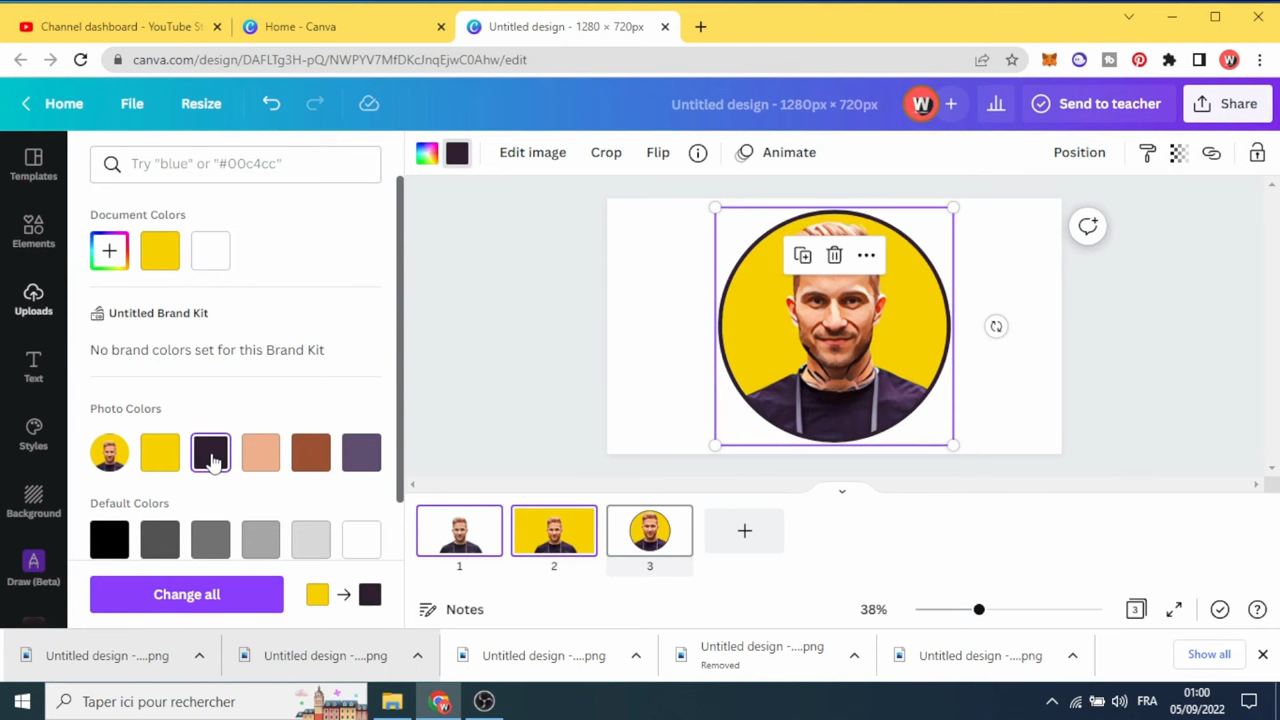 Channel dashboard - YouTube St
Home - Canva
Untitled design - 1280 × 720px
canva.com/design/DAFLTg3H-pQ/NWPYV7MfDKcJnqEjwC0Ahw/edit
Home
File
Resize
Untitled design - 1280px × 720px
W
Send to teacher
Share
Templates
Elements
Uploads
Text
Styles
Background
Draw (Beta)
Try "blue" or "#00c4cc"
Document Colors
Untitled Brand Kit
No brand colors set for this Brand Kit
Photo Colors
Default Colors
Change all
Edit image
Crop
Flip
Animate
Position
1
2
3
Notes
38%
3
Untitled design -....png
Untitled design -....png
Untitled design -....png
Untitled design -....png
Removed
Untitled design -....png
Show all
Taper ici pour rechercher
FRA
01:00
05/09/2022